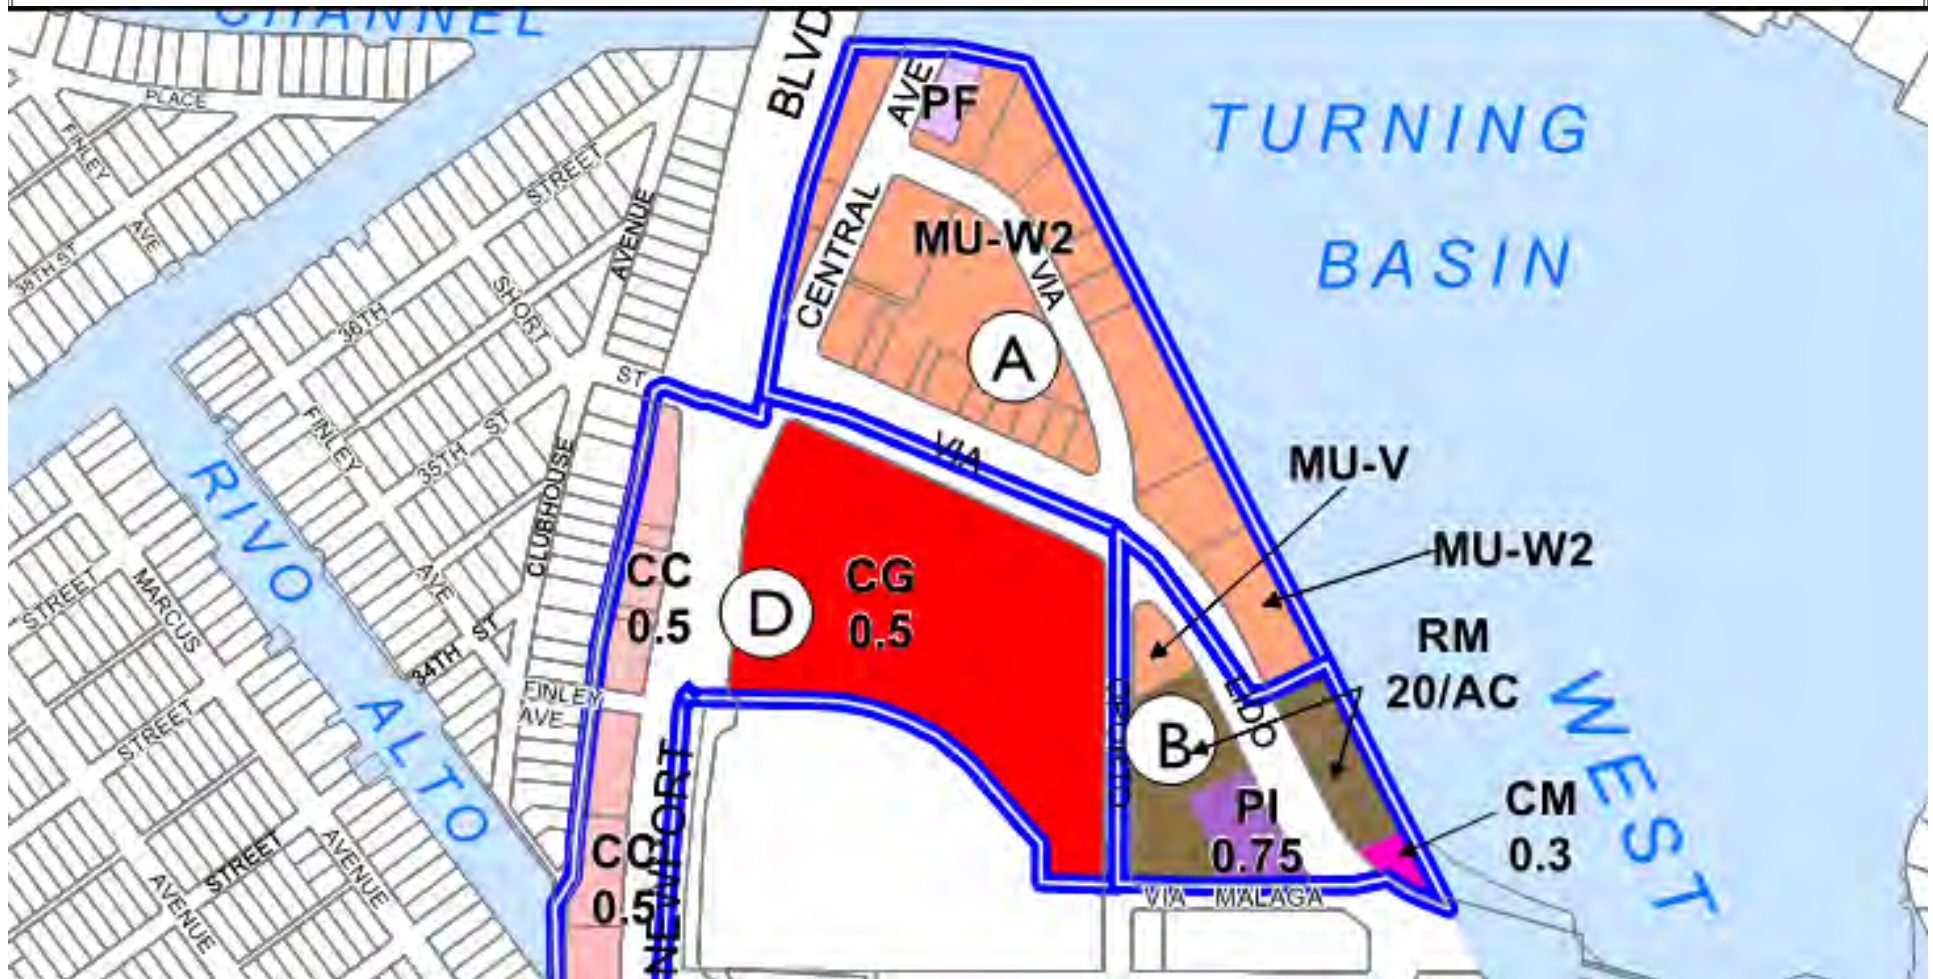 CHANNEL
BLVD
PLACE
FINLEY
AVE
38TH ST
STREET
AVENUE
SHORT
36TH
ST
FINLEY
35TH ST
CLUBHOUSE
AVE
34TH
ST
FINLEY
AVE
MARCUS
STREET
STREET
STREET
AVENUE
AVENUE
RIVO
ALTO
AVE
PF
CENTRAL
MU-W2
VIA
A
VIA
TURNING
BASIN
MU-V
MU-W2
RM
20/AC
CC
0.5
D
CG
0.5
OPORTO
B
LIDO
PI
0.75
CM
0.3
WEST
CC
0.5
NEWPORT
VIA MALAGA